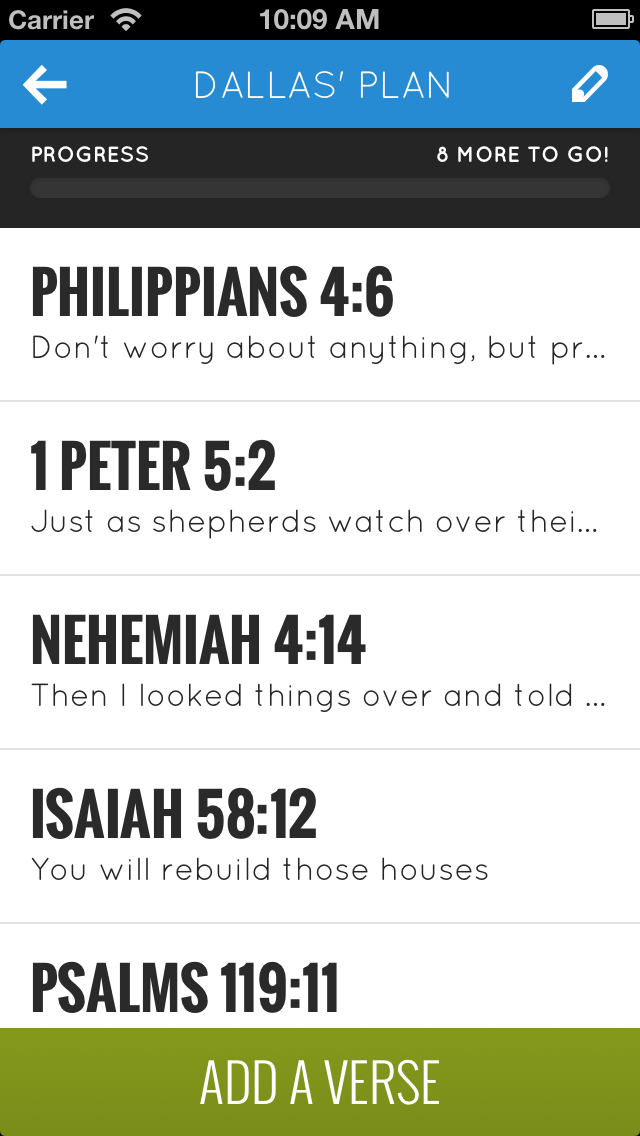 Carrier 10:09 AM
DALLAS' PLAN
PROGRESS 8 MORE TO GO!
PHILIPPIANS 4:6
Don't worry about anything, but pr...
1 PETER 5:2
Just as shepherds watch over thei...
NEHEMIAH 4:14
Then I looked things over and told ...
ISAIAH 58:12
You will rebuild those houses
PSALMS 119:11
ADD A VERSE